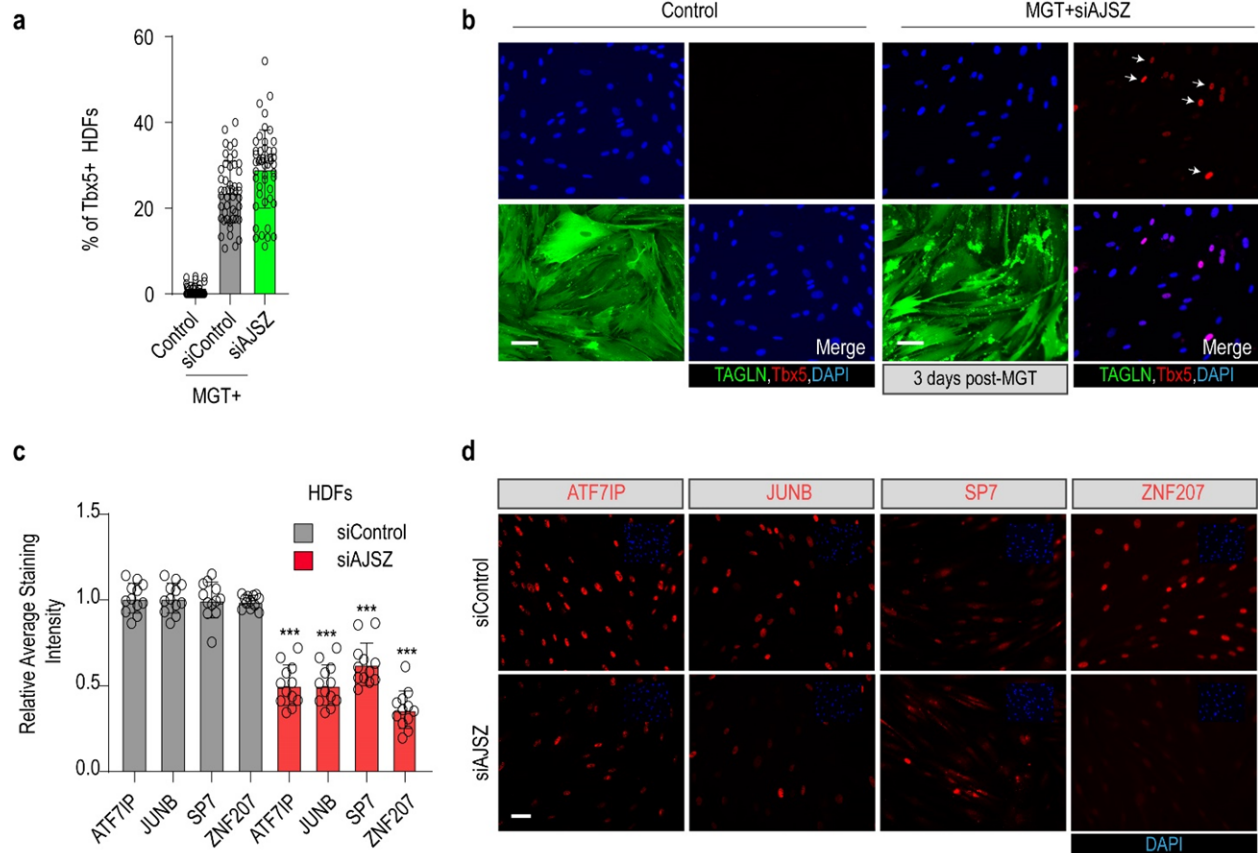 a
% of Tbx5+ HDFs
60
40
20
0
Control
siControl
siAJSZ
MGT+
b
Control
MGT+siAJSZ
Merge
Merge
TAGLN,Tbx5,DAPI
3 days post-MGT
TAGLN,Tbx5,DAPI
c
HDFs
siControl
siAJSZ
Relative Average Staining
Intensity
1.5
1.0
0.5
0.0
***
***
***
***
ATF7IP
JUNB
SP7
ZNF207
ATF7IP
JUNB
SP7
ZNF207
d
ATF7IP
JUNB
SP7
ZNF207
siControl
siAJSZ
DAPI